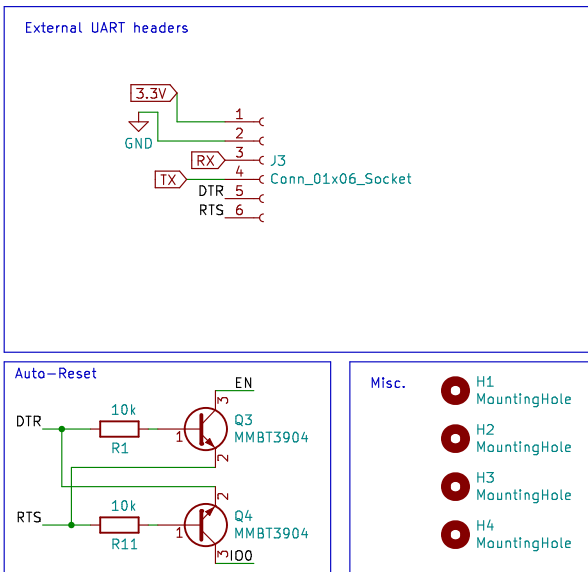 External UART headers
3.3V
1
GND
2
RX
3
J3
TX
4
Conn_01x06_Socket
DTR
5
RTS
6
Auto-Reset
EN
3
10k
Q3
DTR
1
MMBT3904
R1
2
2
10k
Q4
RTS
1
MMBT3904
R11
3
IO0
Misc.
H1
MountingHole
H2
MountingHole
H3
MountingHole
H4
MountingHole